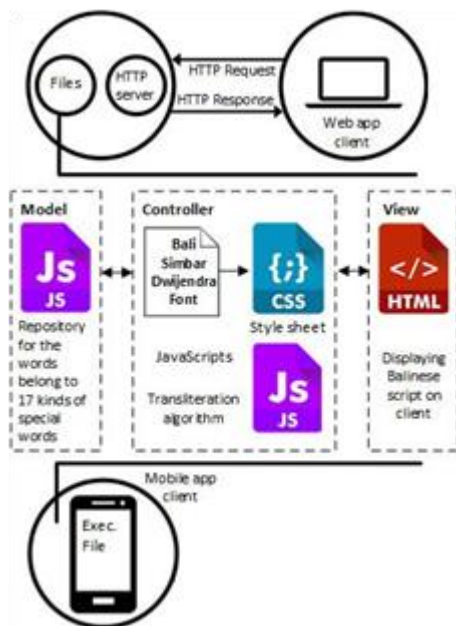 Files
HTTP
server
HTTP Request
HTTP Response
Web app
client
Model
JS
JS
Repository
for the
words
belong to
17 kinds of
special
words
Controller
Bali
Simbar
Dwijendra
Font
{;}
CSS
Style sheet
JavaScripts
Transliteration
algorithm
JS
JS
View
</>
HTML
Displaying
Balinese
script on
client
Mobile app
client
Exec.
File